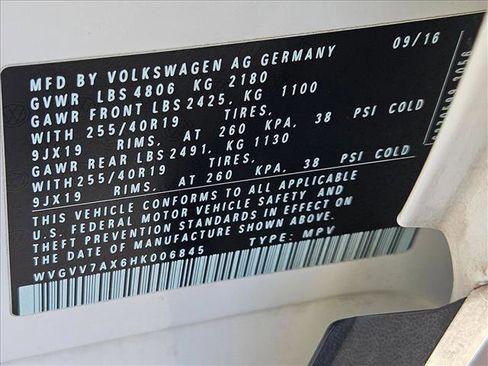 MFD BY VOLKSWAGEN AG GERMANY 09/16
GVWR LBS 4806 KG 2180
GAWR FRONT LBS 2425, KG 1100
WITH 255/40R19 TIRES,
9JX19 RIMS, AT 260 KPA, 38 PSI COLD
GAWR REAR LBS 2491, KG 1130
WITH 255/40R19 TIRES,
9JX19 RIMS, AT 260 KPA, 38 PSI COLD
THIS VEHICLE CONFORMS TO ALL APPLICABLE
U.S. FEDERAL MOTOR VEHICLE SAFETY AND
THEFT PREVENTION STANDARDS IN EFFECT ON
THE DATE OF MANUFACTURE SHOWN ABOVE.
WVGVV7AX6HK006845 TYPE: MPV